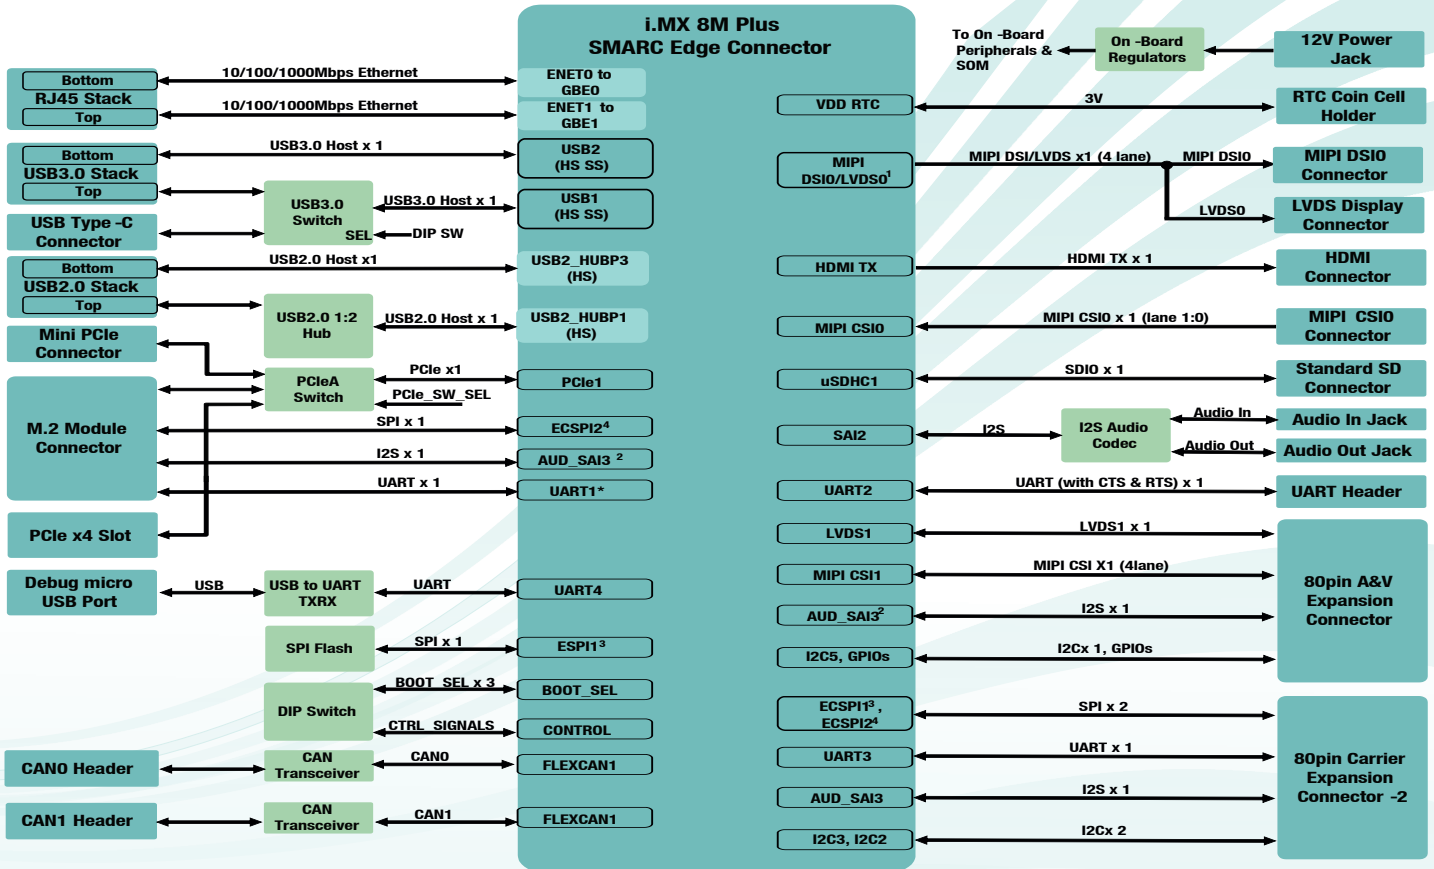 i.MX 8M Plus
SMARC Edge Connector
Bottom
RJ45 Stack
Top
10/100/1000Mbps Ethernet
10/100/1000Mbps Ethernet
ENET0 to
GBE0
ENET1 to
GBE1
Bottom
USB3.0 Stack
Top
USB3.0 Host x 1
USB2
(HS SS)
USB Type -C
Connector
USB3.0
Switch
SEL
USB3.0 Host x 1
DIP SW
USB1
(HS SS)
Bottom
USB2.0 Stack
Top
USB2.0 Host x1
USB2_HUBP3
(HS)
USB2.0 1:2
Hub
USB2.0 Host x 1
USB2_HUBP1
(HS)
Mini PCIe
Connector
PCIeA
Switch
PCIe x1
PCIe_SW_SEL
PCIe1
M.2 Module
Connector
SPI x 1
ECSPI2⁴
I2S x 1
AUD_SAI3 ²
UART x 1
UART1*
PCIe x4 Slot
Debug micro
USB Port
USB
USB to UART
TXRX
UART
UART4
SPI Flash
SPI x 1
ESPI1³
DIP Switch
BOOT_SEL x 3
BOOT_SEL
CTRL_SIGNALS
CONTROL
CAN0 Header
CAN
Transceiver
CAN0
FLEXCAN1
CAN1 Header
CAN
Transceiver
CAN1
FLEXCAN1
To On -Board
Peripherals &
SOM
On -Board
Regulators
12V Power
Jack
VDD RTC
3V
RTC Coin Cell
Holder
MIPI
DSI0/LVDS0¹
MIPI DSI/LVDS x1 (4 lane)
MIPI DSI0
MIPI DSI0
Connector
LVDS0
LVDS Display
Connector
HDMI TX
HDMI TX x 1
HDMI
Connector
MIPI CSI0
MIPI CSI0 x 1 (lane 1:0)
MIPI CSI0
Connector
uSDHC1
SDIO x 1
Standard SD
Connector
SAI2
I2S
I2S Audio
Codec
Audio In
Audio In Jack
Audio Out
Audio Out Jack
UART2
UART (with CTS & RTS) x 1
UART Header
LVDS1
LVDS1 x 1
MIPI CSI1
MIPI CSI X1 (4lane)
AUD_SAI3²
I2S x 1
I2C5, GPIOs
I2Cx 1, GPIOs
80pin A&V
Expansion
Connector
ECSPI1³ ,
ECSPI2⁴
SPI x 2
UART3
UART x 1
AUD_SAI3
I2S x 1
I2C3, I2C2
I2Cx 2
80pin Carrier
Expansion
Connector -2